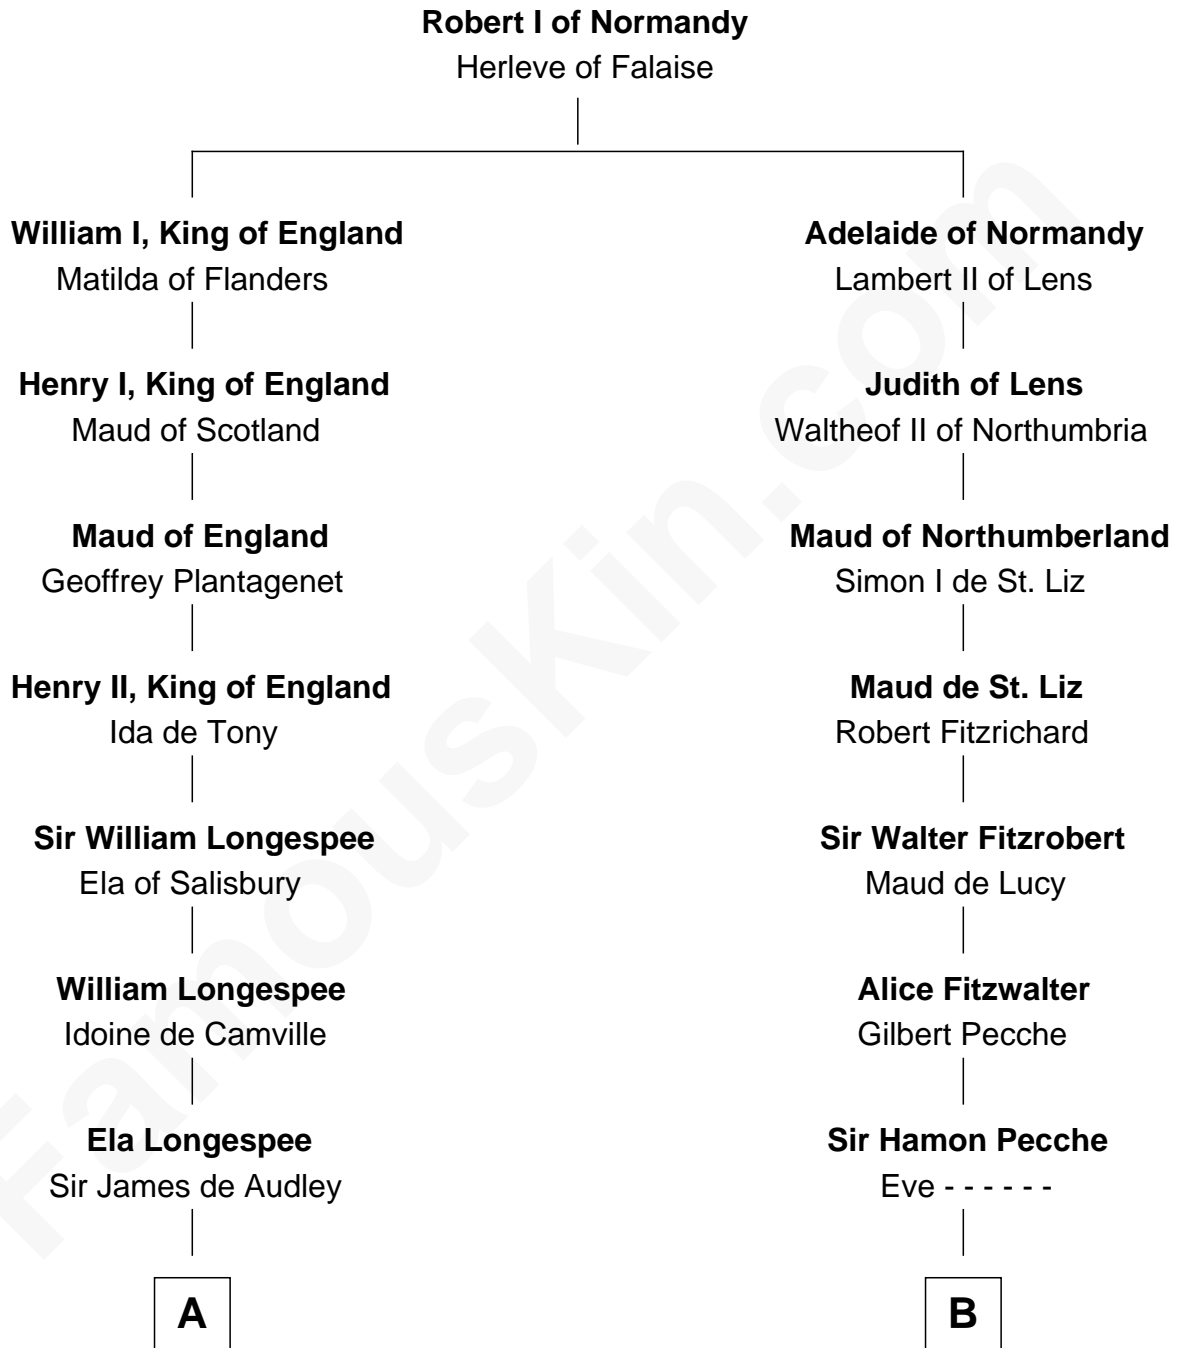 Robert I of Normandy
Herleve of Falaise
William I, King of England
Matilda of Flanders
Adelaide of Normandy
Lambert II of Lens
Henry I, King of England
Maud of Scotland
Judith of Lens
Waltheof II of Northumbria
Maud of England
Geoffrey Plantagenet
Maud of Northumberland
Simon I de St. Liz
Henry II, King of England
Ida de Tony
Maud de St. Liz
Robert Fitzrichard
Sir William Longespee
Ela of Salisbury
Sir Walter Fitzrobert
Maud de Lucy
William Longespee
Idoine de Camville
Alice Fitzwalter
Gilbert Pecche
Ela Longespee
Sir James de Audley
Sir Hamon Pecche
Eve - - - - - -
A
B
FamousKin.com